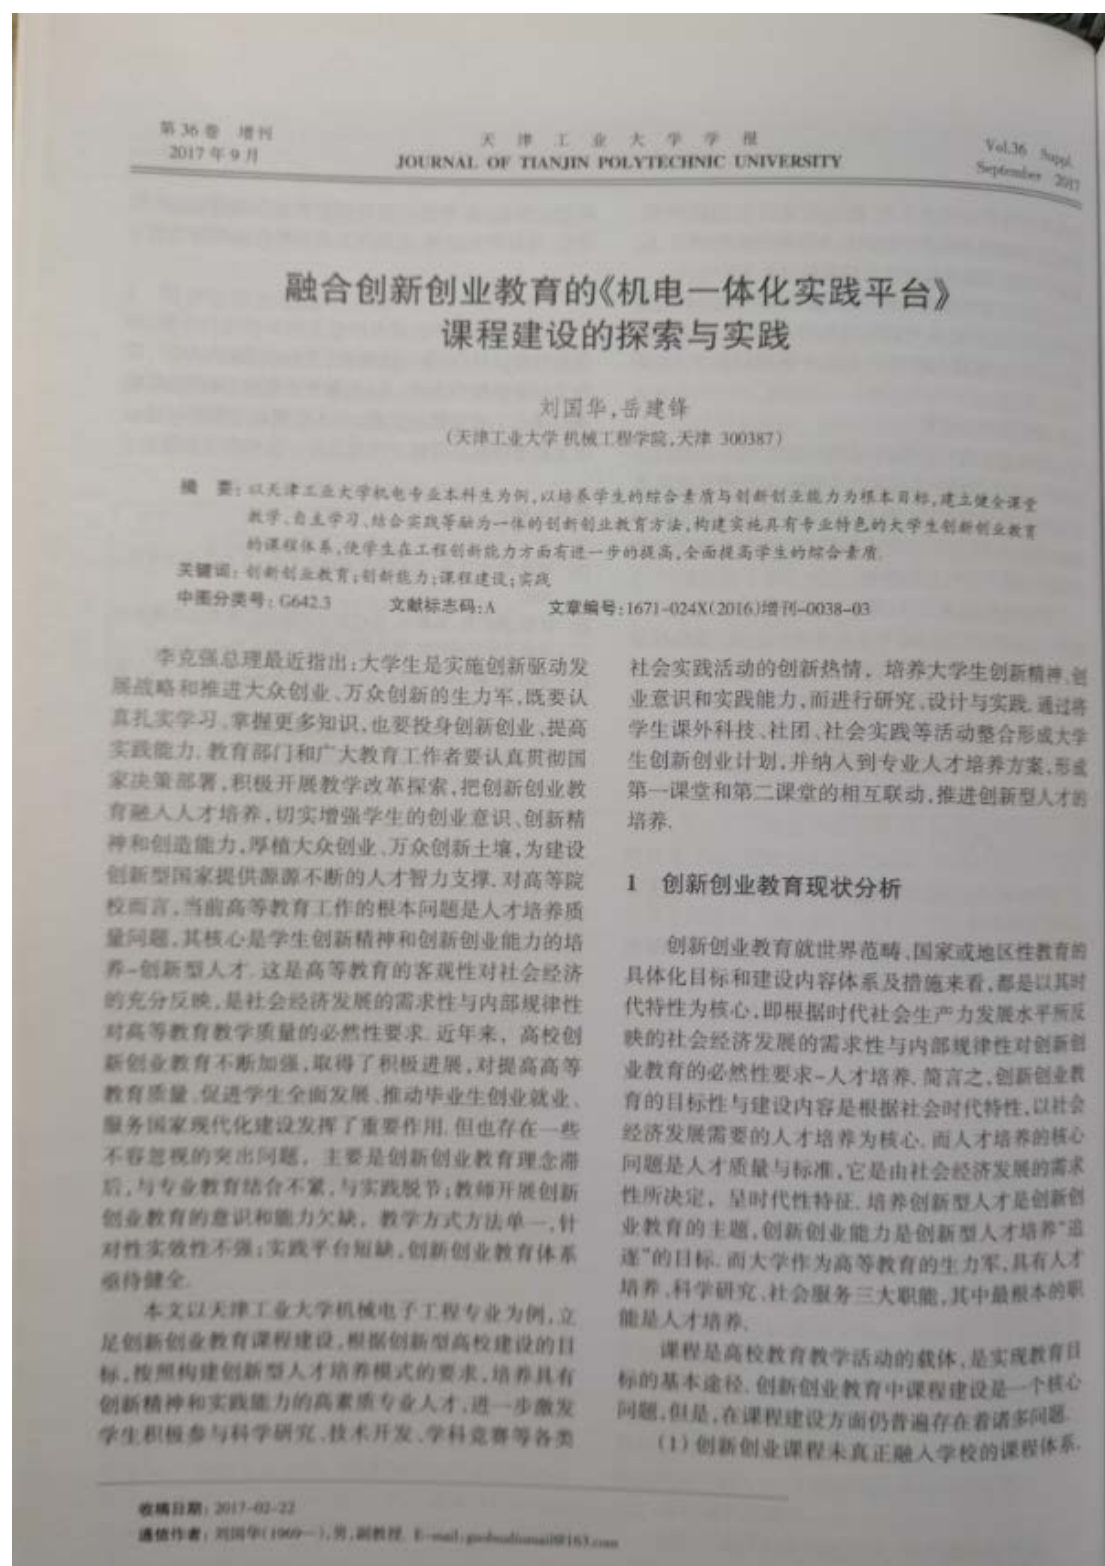 第36卷 增刊
2017年9月
天津工业大学学报
JOURNAL OF TIANJIN POLYTECHNIC UNIVERSITY
Vol.36 Suppl.
September 2017
融合创新创业教育的《机电一体化实践平台》
课程建设的探索与实践
刘国华,岳建锋
(天津工业大学 机械工程学院,天津 300387)
摘 要: 以天津工业大学机电专业本科生为例,以培养学生的综合素质与创新创业能力为根本目标,建立健全课堂
教学、自主学习、结合实践等融为一体的创新创业教育方法,构建实施具有专业特色的大学生创新创业教育
的课程体系,使学生在工程创新能力方面有进一步的提高,全面提高学生的综合素质.
关键词: 创新创业教育;创新能力;课程建设;实践
中图分类号: G642.3 文献标志码: A 文章编号: 1671-024X(2016)增刊-0038-03
李克强总理最近指出:大学生是实施创新驱动发
展战略和推进大众创业、万众创新的生力军,既要认
真扎实学习、掌握更多知识,也要投身创新创业、提高
实践能力. 教育部门和广大教育工作者要认真贯彻国
家决策部署,积极开展教学改革探索,把创新创业教
育融入人才培养,切实增强学生的创业意识、创新精
神和创造能力,厚植大众创业、万众创新土壤,为建设
创新型国家提供源源不断的人才智力支撑. 对高等院
校而言,当前高等教育工作的根本问题是人才培养质
量问题,其核心是学生创新精神和创新创业能力的培
养-创新型人才. 这是高等教育的客观性对社会经济
的充分反映,是社会经济发展的需求性与内部规律性
对高等教育教学质量的必然性要求. 近年来, 高校创
新创业教育不断加强,取得了积极进展,对提高高等
教育质量、促进学生全面发展、推动毕业生创业就业、
服务国家现代化建设发挥了重要作用. 但也存在一些
不容忽视的突出问题, 主要是创新创业教育理念滞
后,与专业教育结合不紧,与实践脱节;教师开展创新
创业教育的意识和能力欠缺, 教学方式方法单一,针
对性实效性不强;实践平台短缺,创新创业教育体系
亟待健全.
本文以天津工业大学机械电子工程专业为例,立
足创新创业教育课程建设,根据创新型高校建设的目
标,按照构建创新型人才培养模式的要求,培养具有
创新精神和实践能力的高素质专业人才,进一步激发
学生积极参与科学研究、技术开发、学科竞赛等各类
社会实践活动的创新热情, 培养大学生创新精神、创
业意识和实践能力,而进行研究、设计与实践. 通过将
学生课外科技、社团、社会实践等活动整合形成大学
生创新创业计划,并纳入到专业人才培养方案,形成
第一课堂和第二课堂的相互联动,推进创新型人才的
培养.
1 创新创业教育现状分析
创新创业教育就世界范畴、国家或地区性教育的
具体化目标和建设内容体系及措施来看,都是以其时
代特性为核心,即根据时代社会生产力发展水平所反
映的社会经济发展的需求性与内部规律性对创新创
业教育的必然性要求-人才培养. 简言之,创新创业教
育的目标性与建设内容是根据社会时代特性,以社会
经济发展需要的人才培养为核心. 而人才培养的核心
问题是人才质量与标准,它是由社会经济发展的需求
性所决定, 呈时代性特征. 培养创新型人才是创新创
业教育的主题,创新创业能力是创新型人才培养“追
逐”的目标. 而大学作为高等教育的生力军,具有人才
培养、科学研究、社会服务三大职能,其中最根本的职
能是人才培养.
课程是高校教育教学活动的载体,是实现教育目
标的基本途径. 创新创业教育中课程建设是一个核心
问题,但是,在课程建设方面仍普遍存在着诸多问题.
(1)创新创业课程未真正融入学校的课程体系.
收稿日期: 2017-02-22
通信作者: 刘国华(1969—),男,副教授. E-mail: